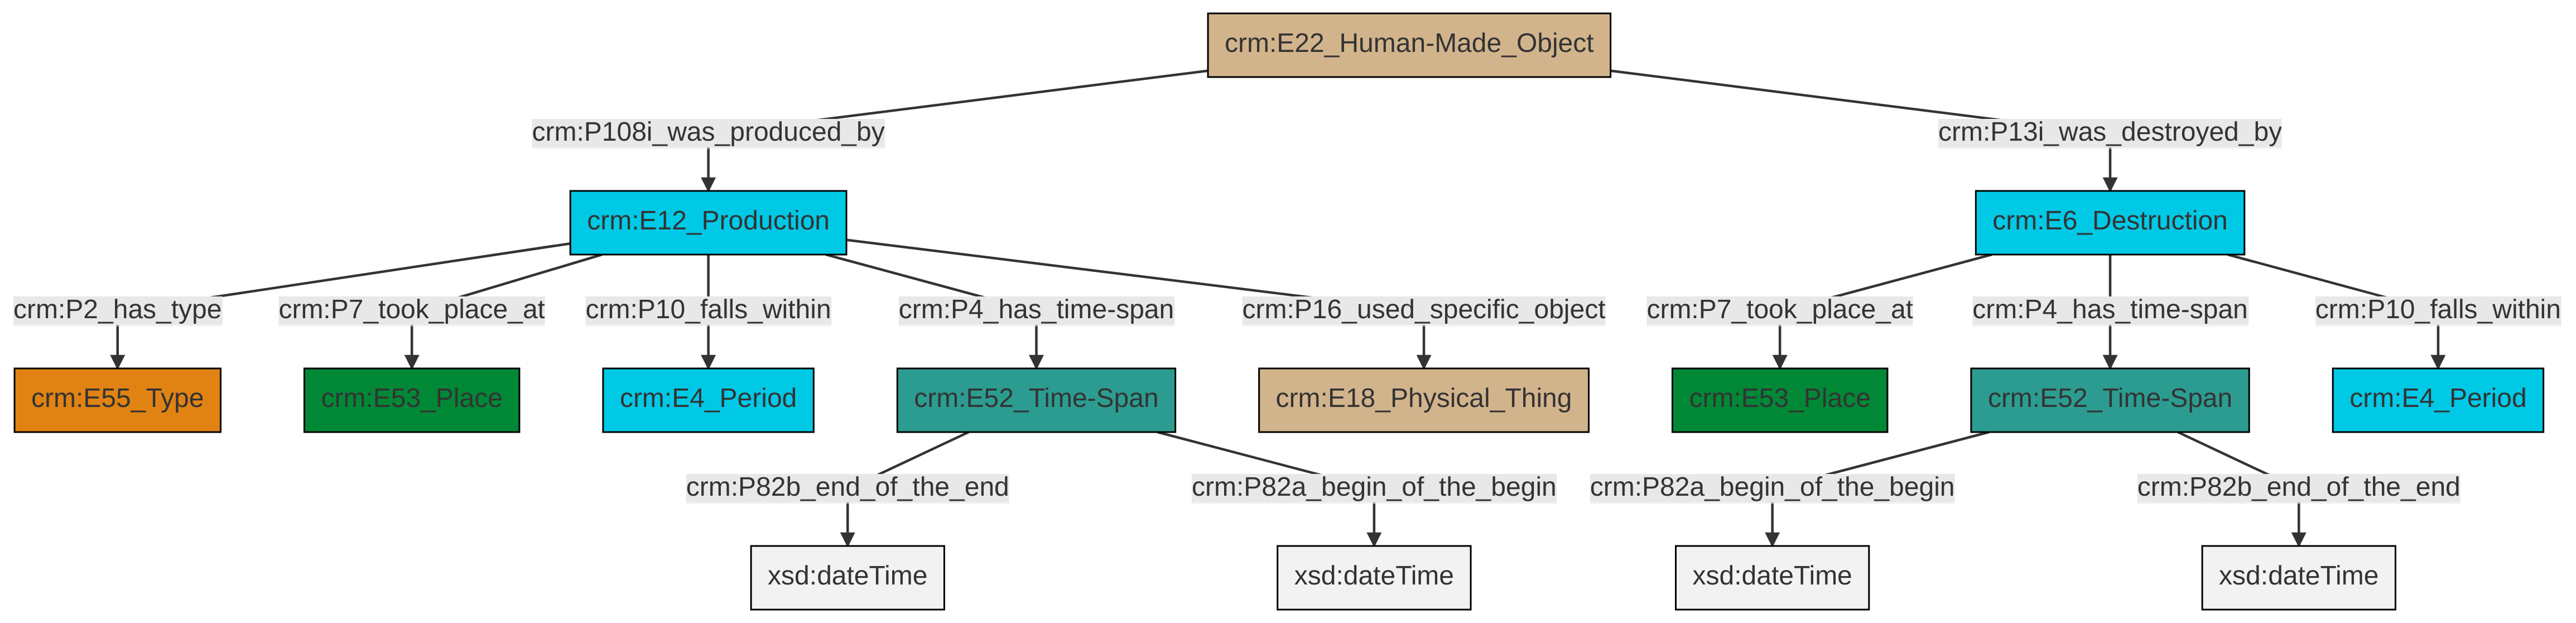 crm:E22_Human-Made_Object
crm:P108i_was_produced_by
crm:P13i_was_destroyed_by
crm:E12_Production
crm:E6_Destruction
crm:P2_has_type
crm:P7_took_place_at
crm:P10_falls_within
crm:P4_has_time-span
crm:P16_used_specific_object
crm:P7_took_place_at
crm:P4_has_time-span
crm:P10_falls_within
crm:E55_Type
crm:E53_Place
crm:E4_Period
crm:E52_Time-Span
crm:E18_Physical_Thing
crm:E53_Place
crm:E52_Time-Span
crm:E4_Period
crm:P82b_end_of_the_end
crm:P82a_begin_of_the_begin
crm:P82a_begin_of_the_begin
crm:P82b_end_of_the_end
xsd:dateTime
xsd:dateTime
xsd:dateTime
xsd:dateTime